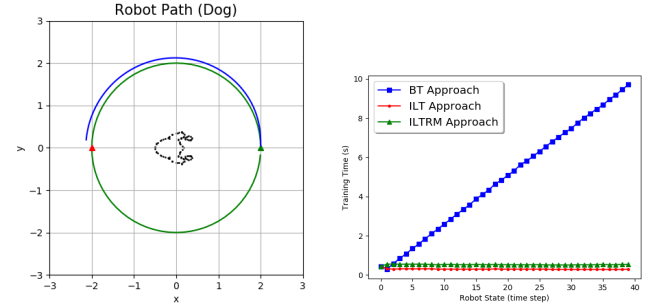 Robot Path (Dog)
3
2
1
0
−1
−2
−3
y
−3 −2 −1 0 1 2 3
x
10
8
6
4
2
0
Training Time (s)
BT Approach
ILT Approach
ILTRM Approach
0 5 10 15 20 25 30 35 40
Robot State (time step)